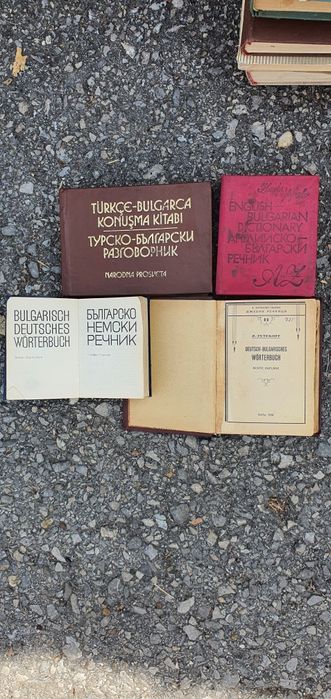 TÜRKÇE-BULGARCA
KONUŞMA KİTABI
ТУРСКО-БЪЛГАРСКИ
РАЗГОВОРНИК
NARODNA PROSVETA
ENGLISH-
BULGARIAN
DICTIONARY
АНГЛИЙСКО-
БЪЛГАРСКИ
РЕЧНИК
A-Z
BULGARISCH
DEUTSCHES
WÖRTERBUCH
БЪЛГАРСКО
НЕМСКИ
РЕЧНИК
DEUTSCH-BULGARISCHES
WÖRTERBUCH